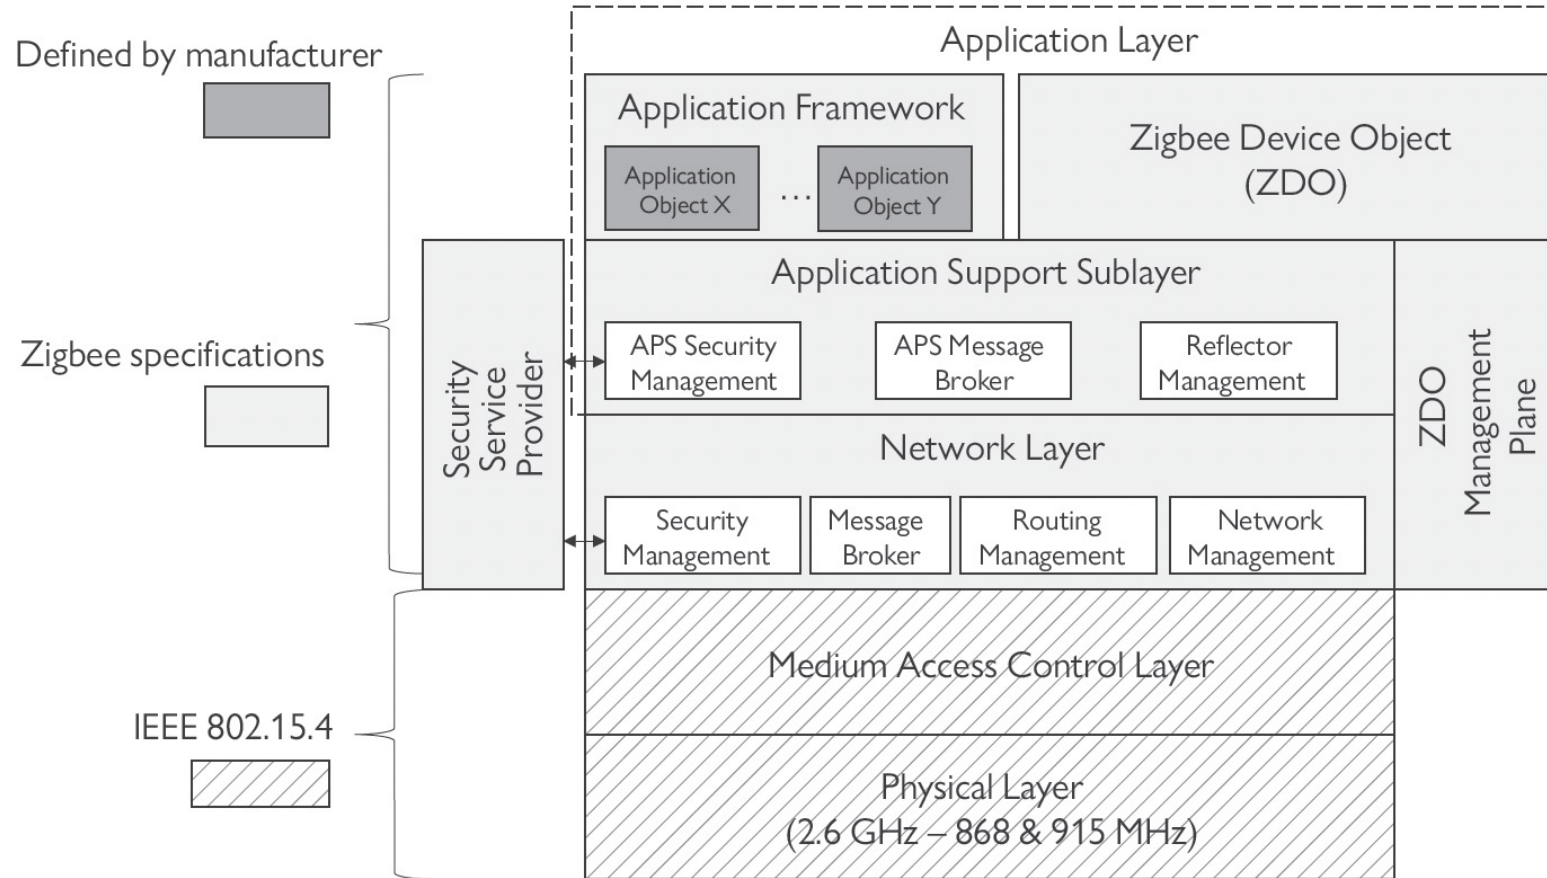 Application Layer
Defined by manufacturer
Application Framework
Application
Object X
...
Application
Object Y
Zigbee Device Object
(ZDO)
Application Support Sublayer
APS Security
Management
APS Message
Broker
Reflector
Management
Zigbee specifications
Security
Service
Provider
ZDO
Management
Plane
Network Layer
Security
Management
Message
Broker
Routing
Management
Network
Management
Medium Access Control Layer
IEEE 802.15.4
Physical Layer
(2.6 GHz – 868 & 915 MHz)